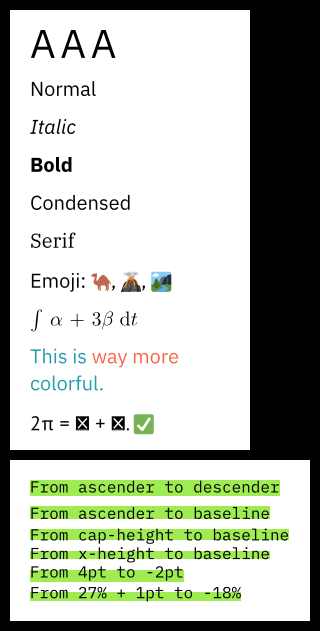 AAA
Normal
Italic
Bold
Condensed
Serif
Emoji: 🐪, 🌋, 🏞️
∫ α + 3β dt
This is way more
colorful.
2π = + . ✅
From ascender to descender
From ascender to baseline
From cap-height to baseline
From x-height to baseline
From 4pt to -2pt
From 27% + 1pt to -18%